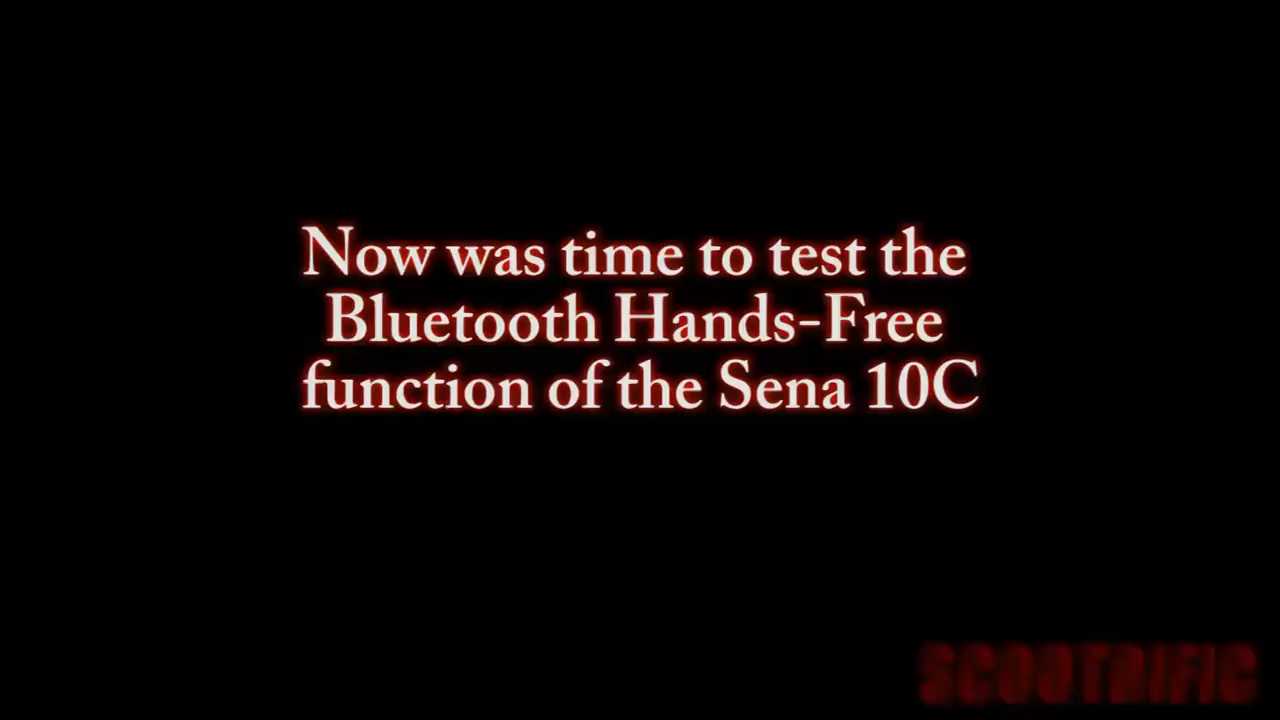 Now was time to test the
Bluetooth Hands-Free
function of the Sena 10C
SCOOTRIFIC